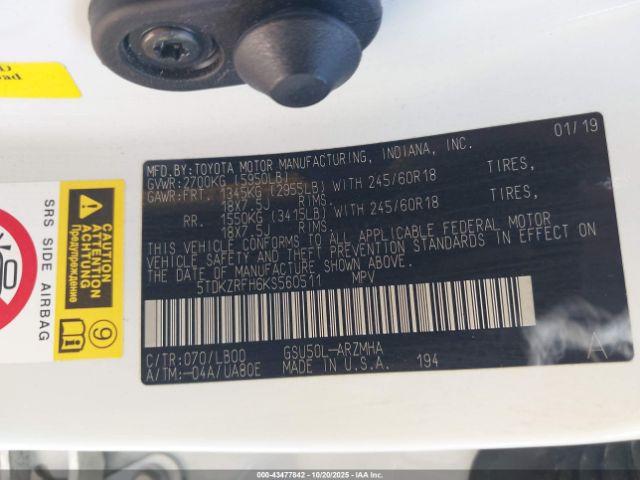 MFD.BY:TOYOTA MOTOR MANUFACTURING, INDIANA, INC. 01/19
GVWR:2700KG (5950LB)
GAWR:FRT. 1345KG (2955LB) WITH 245/60R18 TIRES,
18X7.5J RIMS.
RR. 1550KG (3415LB) WITH 245/60R18 TIRES,
18X7.5J RIMS.
THIS VEHICLE CONFORMS TO ALL APPLICABLE FEDERAL MOTOR
VEHICLE SAFETY AND THEFT PREVENTION STANDARDS IN EFFECT ON
THE DATE OF MANUFACTURE SHOWN ABOVE.
5TDKZRFH6KS560511 MPV
C/TR:070/LB00 GSU50L-ARZMHA A
A/TM:-04A/UA80E MADE IN U.S.A. 194
SRS SIDE AIRBAG
ATTENTION
CAUTION
ACHTUNG
Предупреждение
9
000-43477842 - 10/20/2025 - IAAI.COM